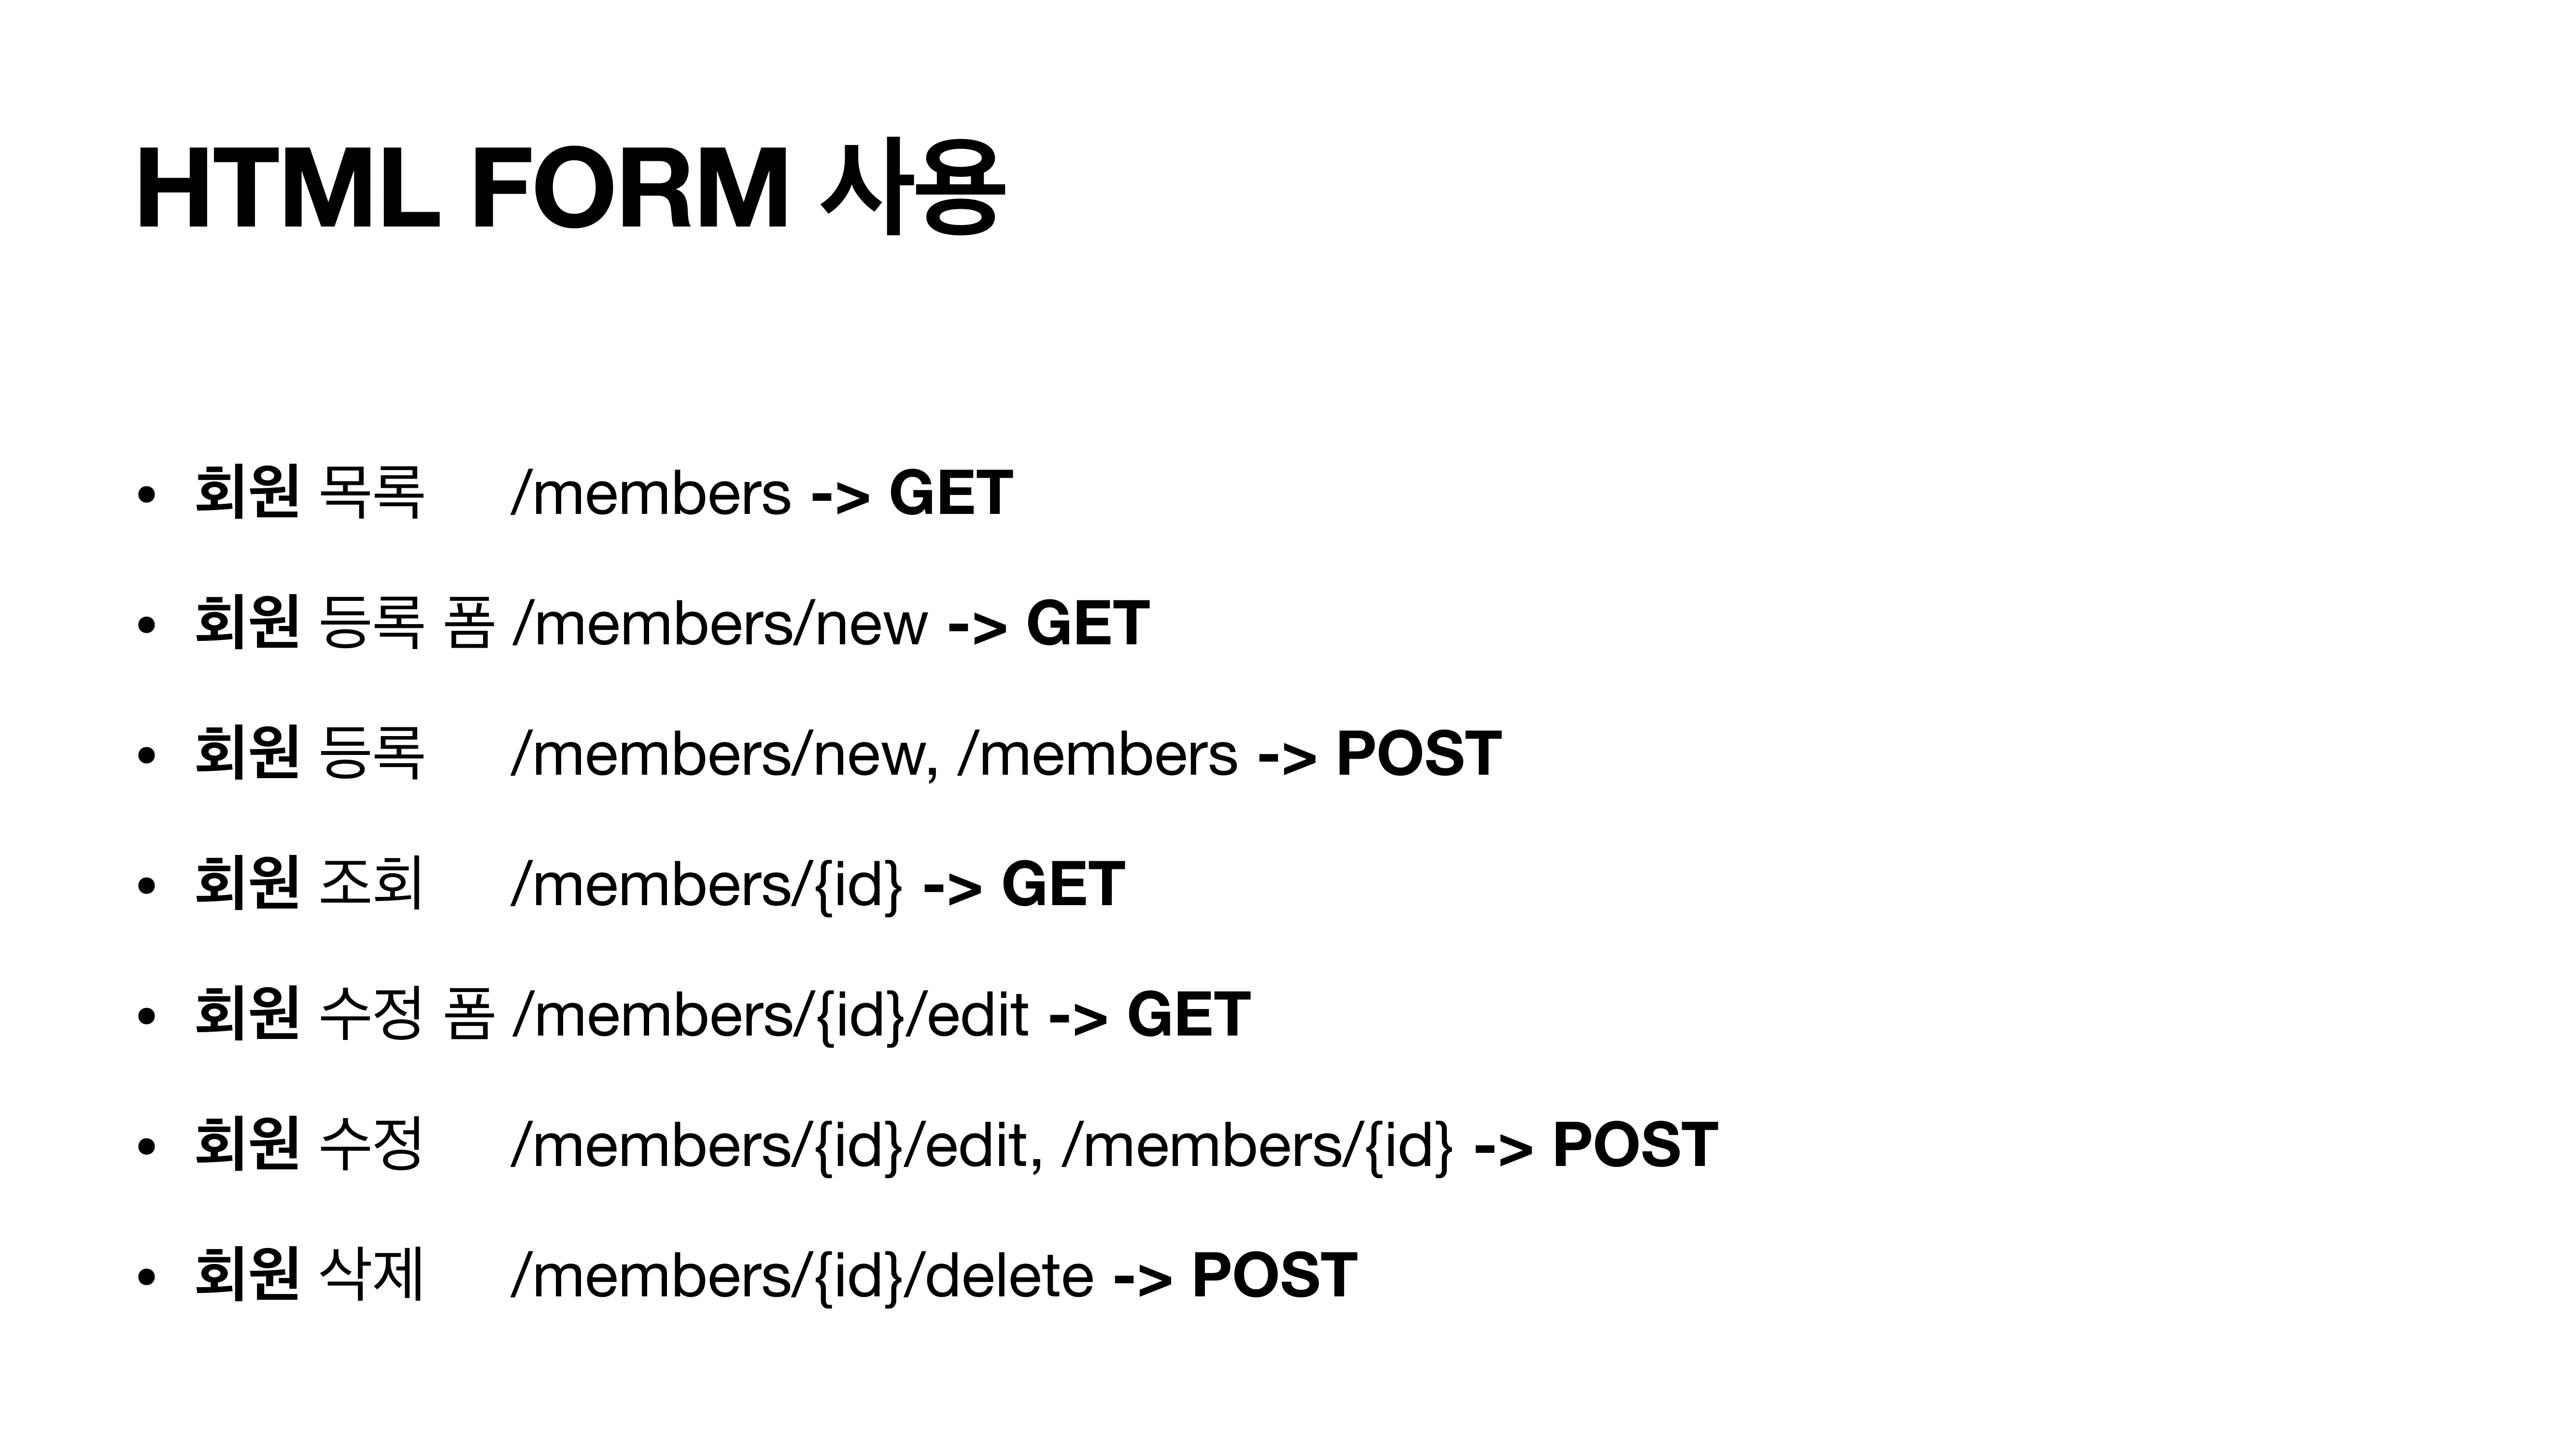 HTML FORM 사용
• 회원 목록 /members -> GET
• 회원 등록 폼 /members/new -> GET
• 회원 등록 /members/new, /members -> POST
• 회원 조회 /members/{id} -> GET
• 회원 수정 폼 /members/{id}/edit -> GET
• 회원 수정 /members/{id}/edit, /members/{id} -> POST
• 회원 삭제 /members/{id}/delete -> POST